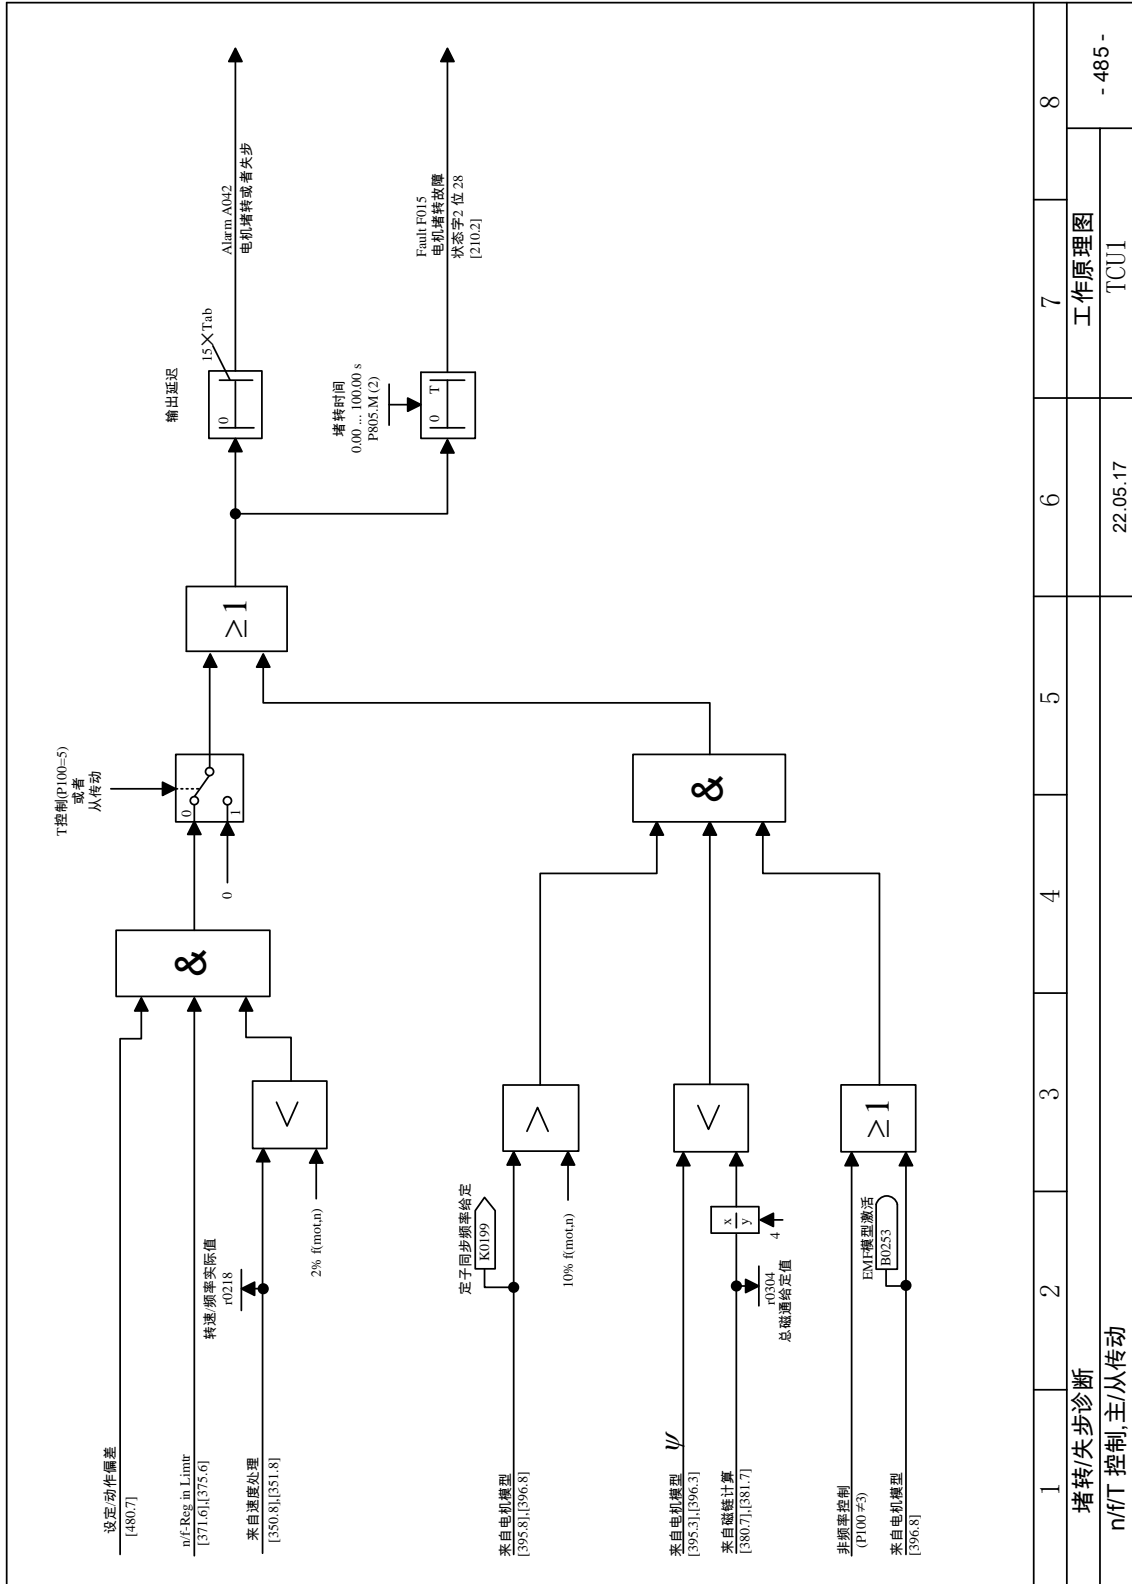 设定/动作偏差
[480.7]
n/f-Reg in Limtr
[371.6],[375.6]
来自速度处理
[350.8],[351.8]
转速/频率实际值
r0218
2% f(mot,n)
<
&
T控制(P100=5)
或者
从传动
0
1
0
≥1
输出延迟
15×Tab
0
Alarm A042
电机堵转或者失步
堵转时间
0.00 ... 100.00 s
P805.M (2)
0 T
Fault F015
电机堵转故障
状态字2 位 28
[210.2]
来自电机模型
[395.8],[396.8]
定子同步频率给定
K0199
10% f(mot,n)
>
来自电机模型 ψ
[395.3],[396.3]
来自磁链计算
[380.7],[381.7]
r0304
总磁通给定值
x
y
4
<
非频率控制
(P100 ≠3)
来自电机模型
[396.8]
EMF模型激活
B0253
≥1
&
1 2 3 4 5 6 7 8
堵转/失步诊断
工作原理图
- 485 -
n/f/T 控制,主/从传动
22.05.17
TCU1